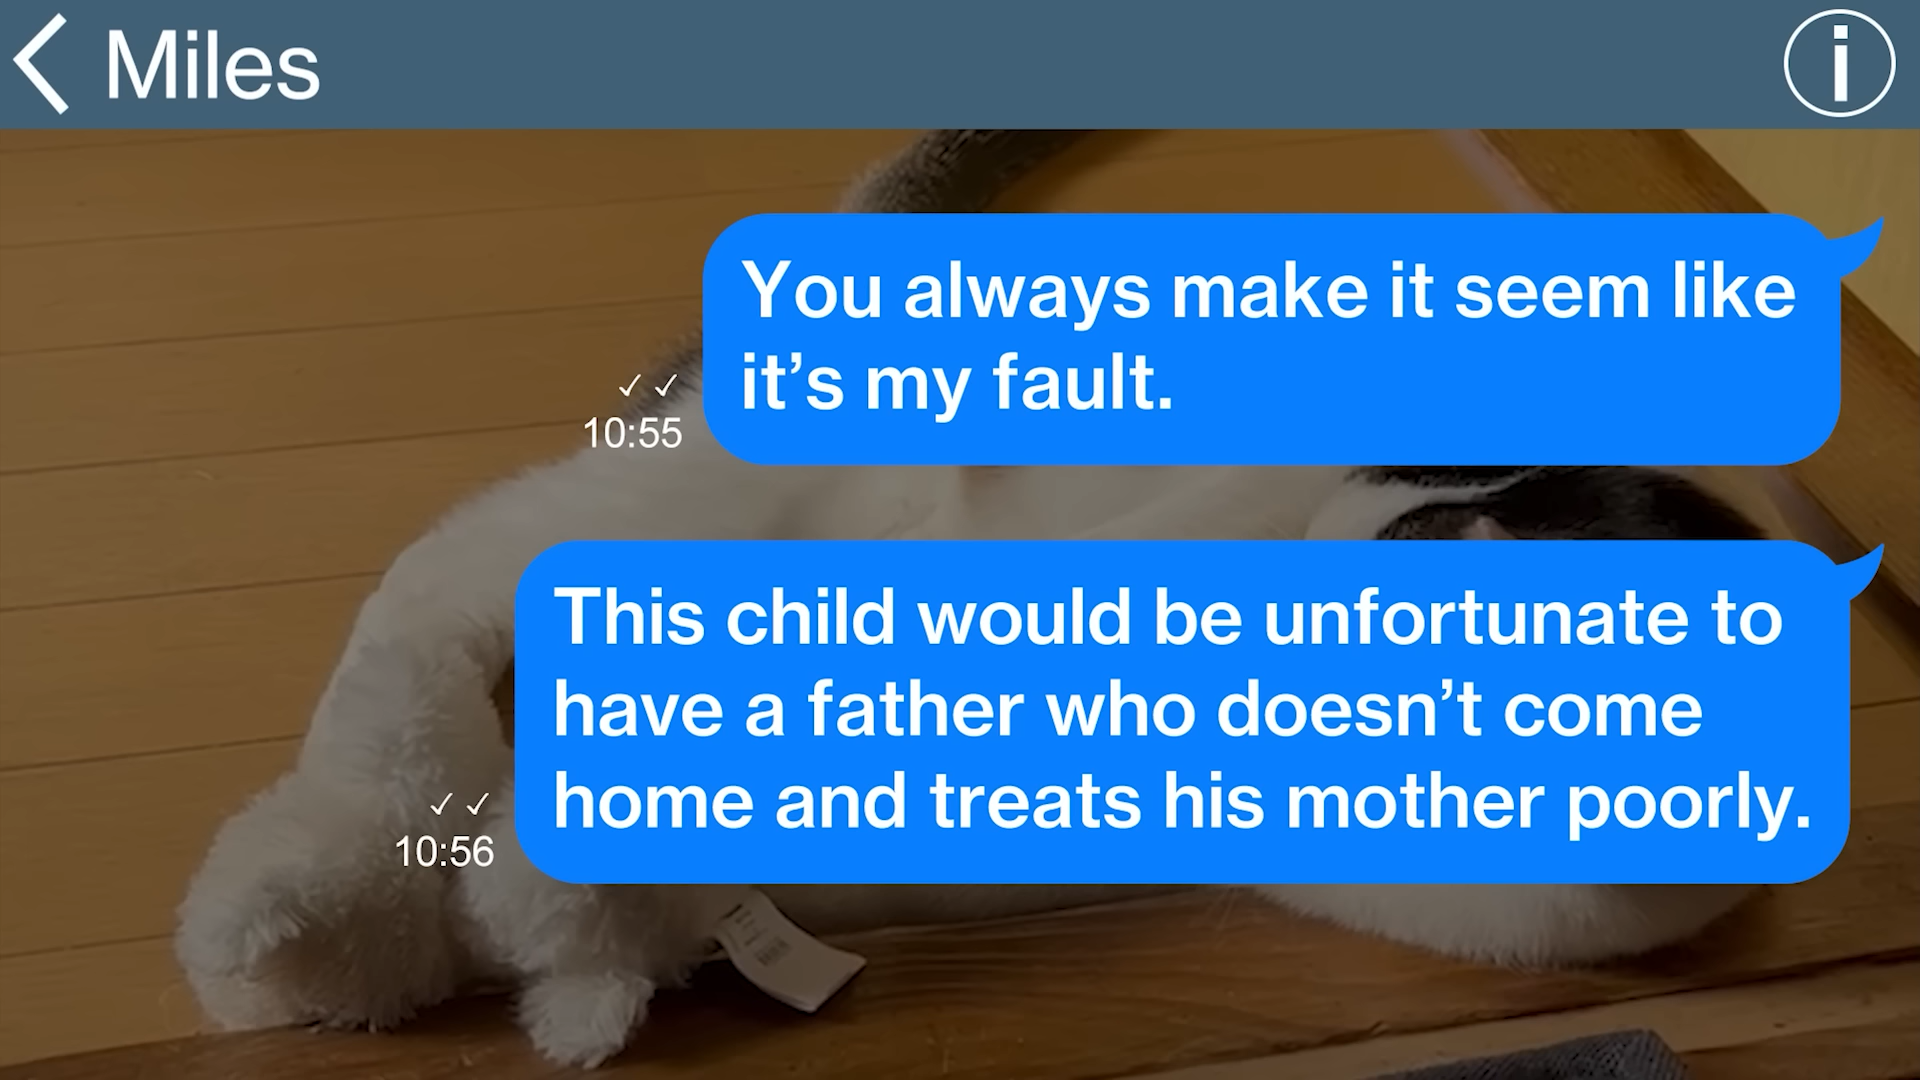 Miles
i
You always make it seem like
it’s my fault.
✓ ✓
10:55
This child would be unfortunate to
have a father who doesn’t come
home and treats his mother poorly.
✓ ✓
10:56